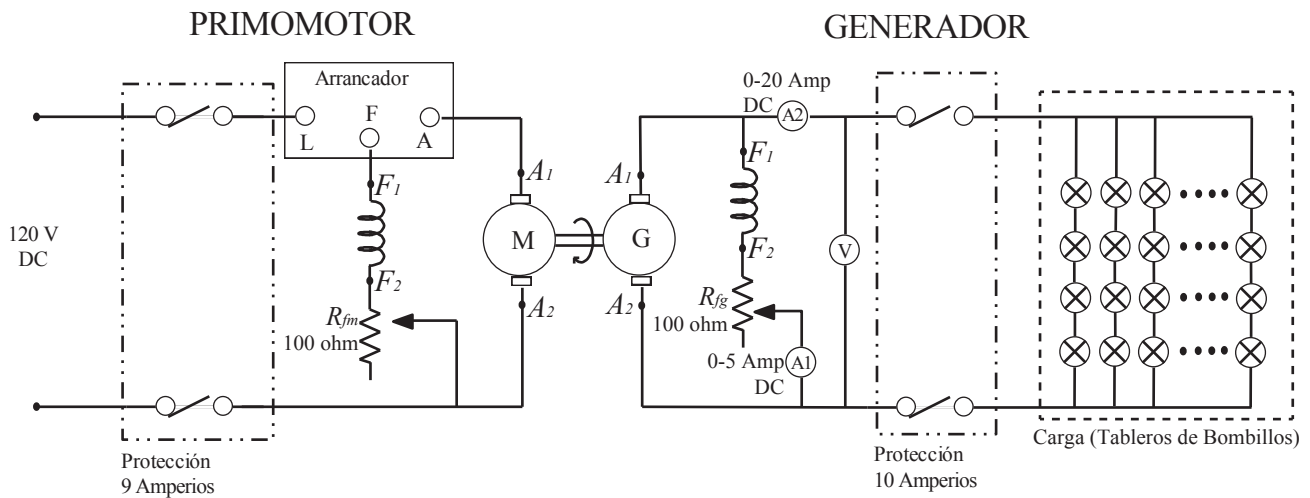 PRIMOMOTOR
GENERADOR
Arrancador
L
F
A
F1
F2
Rfm
100 ohm
A1
M
A2
120 V
DC
Protección
9 Amperios
A1
G
A2
0-20 Amp
DC
A2
F1
F2
Rfg
100 ohm
0-5 Amp
DC
A1
V
Protección
10 Amperios
Carga (Tableros de Bombillos)